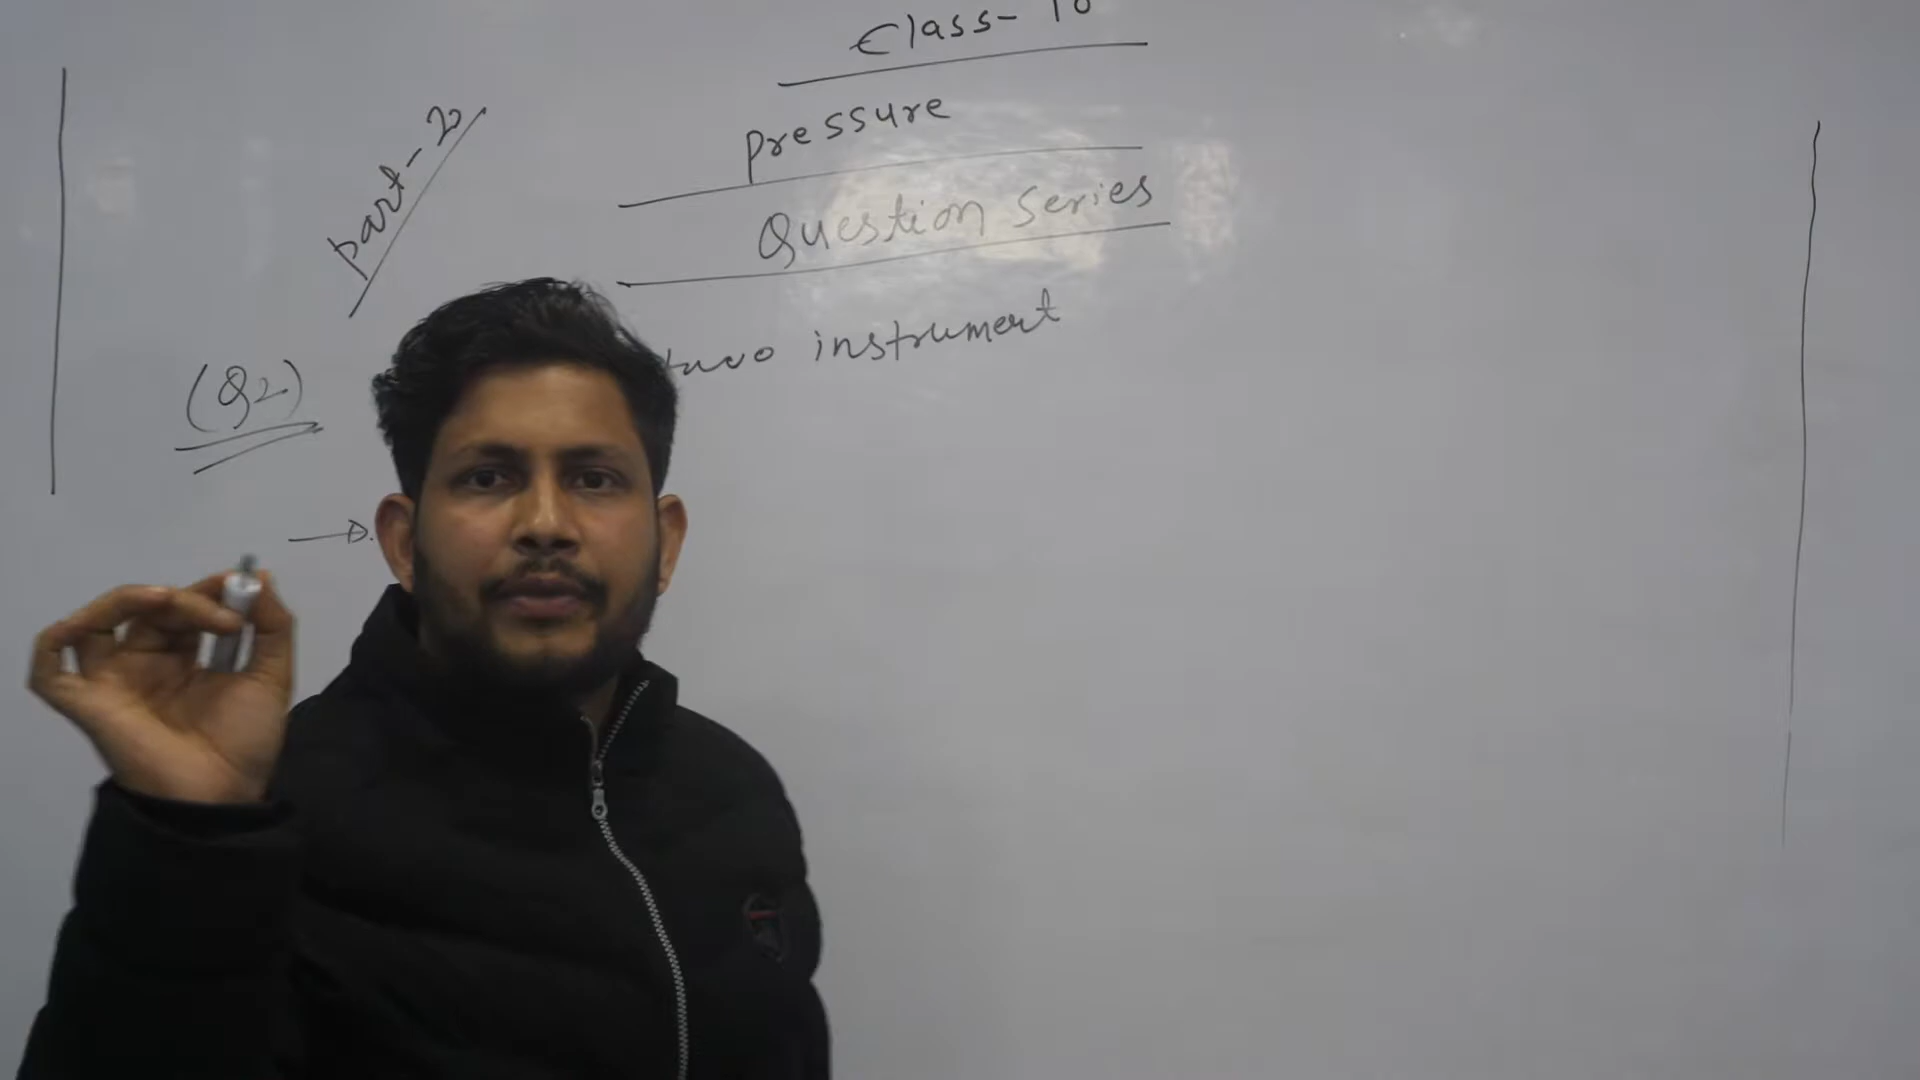 Class-10
pressure
Question Series
part-2
(Q2)
two instrument